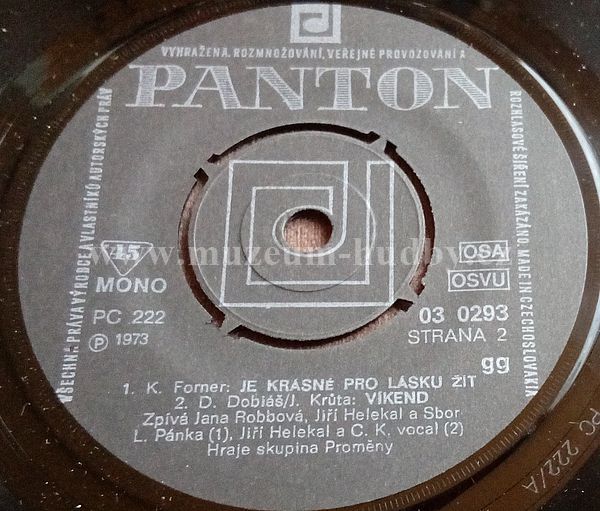 VYHRAŽENA. ROZMNOŽOVÁNÍ, VEŘEJNÉ PROVOZOVÁNÍ A
PANTON
ROZHLASOVÉ ŠÍŘENÍ ZAKÁZÁNO. MADE IN CZECHOSLOVAKIA
VŠECHNA PRÁVA VÝROBCE A VLASTNÍKŮ AUTORSKÝCH PRÁV
www.muzeum-hudby.cz
45
MONO
PC 222
Ⓟ 1973
OSA
OSVU
03 0293
STRANA 2
gg
1. K. Forner: JE KRÁSNÉ PRO LÁSKU ŽÍT
2. D. Dobiáš/J. Krůta: VÍKEND
Zpívá Jana Robbová, Jiří Helekal a Sbor
L. Pánka (1), Jiří Helekal a C. K. vocal (2)
Hraje skupina Proměny
PC 222/A